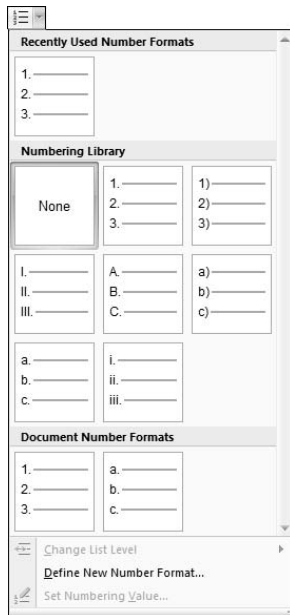 Recently Used Number Formats
1.
2.
3.
Numbering Library
None
1.
2.
3.
1)
2)
3)
I.
II.
III.
A.
B.
C.
a)
b)
c)
a.
b.
c.
i.
ii.
iii.
Document Number Formats
1.
2.
3.
a.
b.
c.
Change List Level
Define New Number Format...
Set Numbering Value...